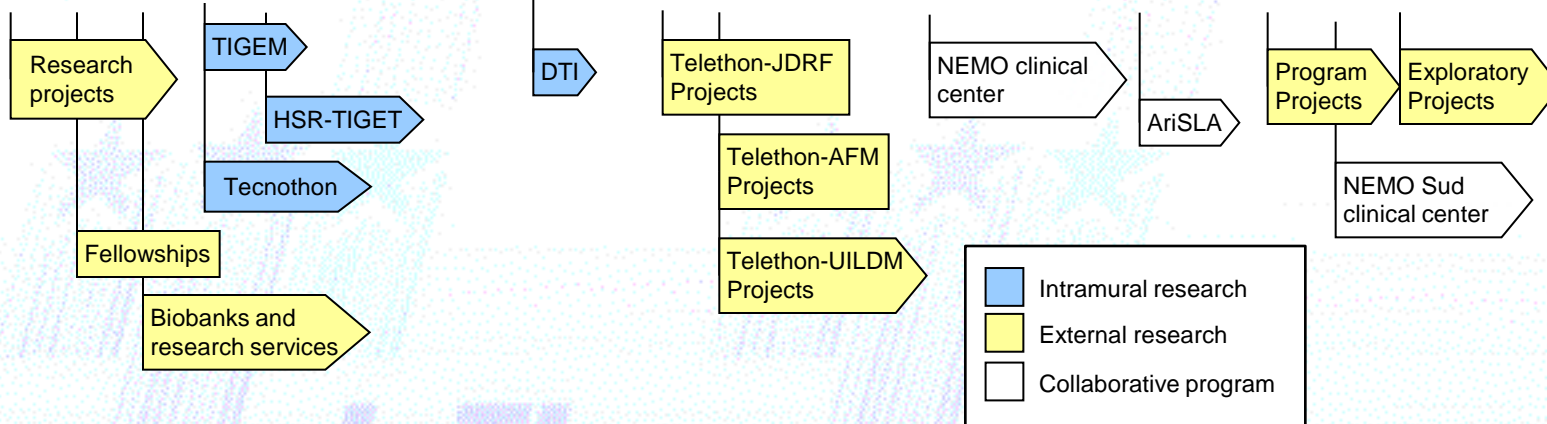 Research
projects
TIGEM
HSR-TIGET
Tecnothon
Fellowships
Biobanks and
research services
DTI
Telethon-JDRF
Projects
Telethon-AFM
Projects
Telethon-UILDM
Projects
NEMO clinical
center
AriSLA
Program
Projects
Exploratory
Projects
NEMO Sud
clinical center
Intramural research
External research
Collaborative program